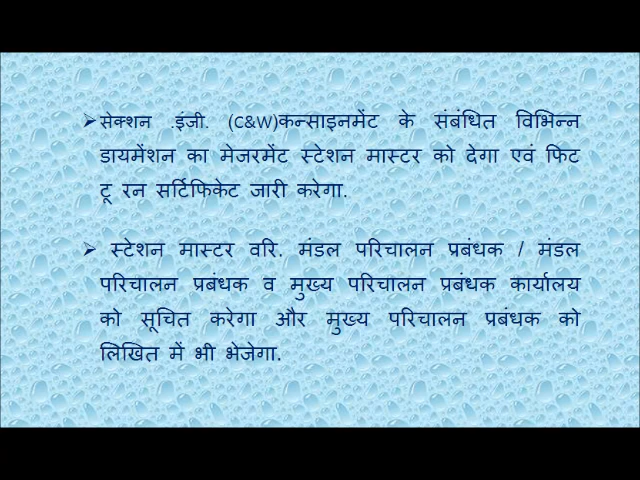 ➢सेक्शन .इंजी. (C&W)कन्साइनमेंट के संबंधित विभिन्न
डायमेंशन का मेजरमेंट स्टेशन मास्टर को देगा एवं फिट
टू रन सर्टिफिकेट जारी करेगा.
➢ स्टेशन मास्टर वरि. मंडल परिचालन प्रबंधक / मंडल
परिचालन प्रबंधक व मुख्य परिचालन प्रबंधक कार्यालय
को सूचित करेगा और मुख्य परिचालन प्रबंधक को
लिखित में भी भेजेगा.